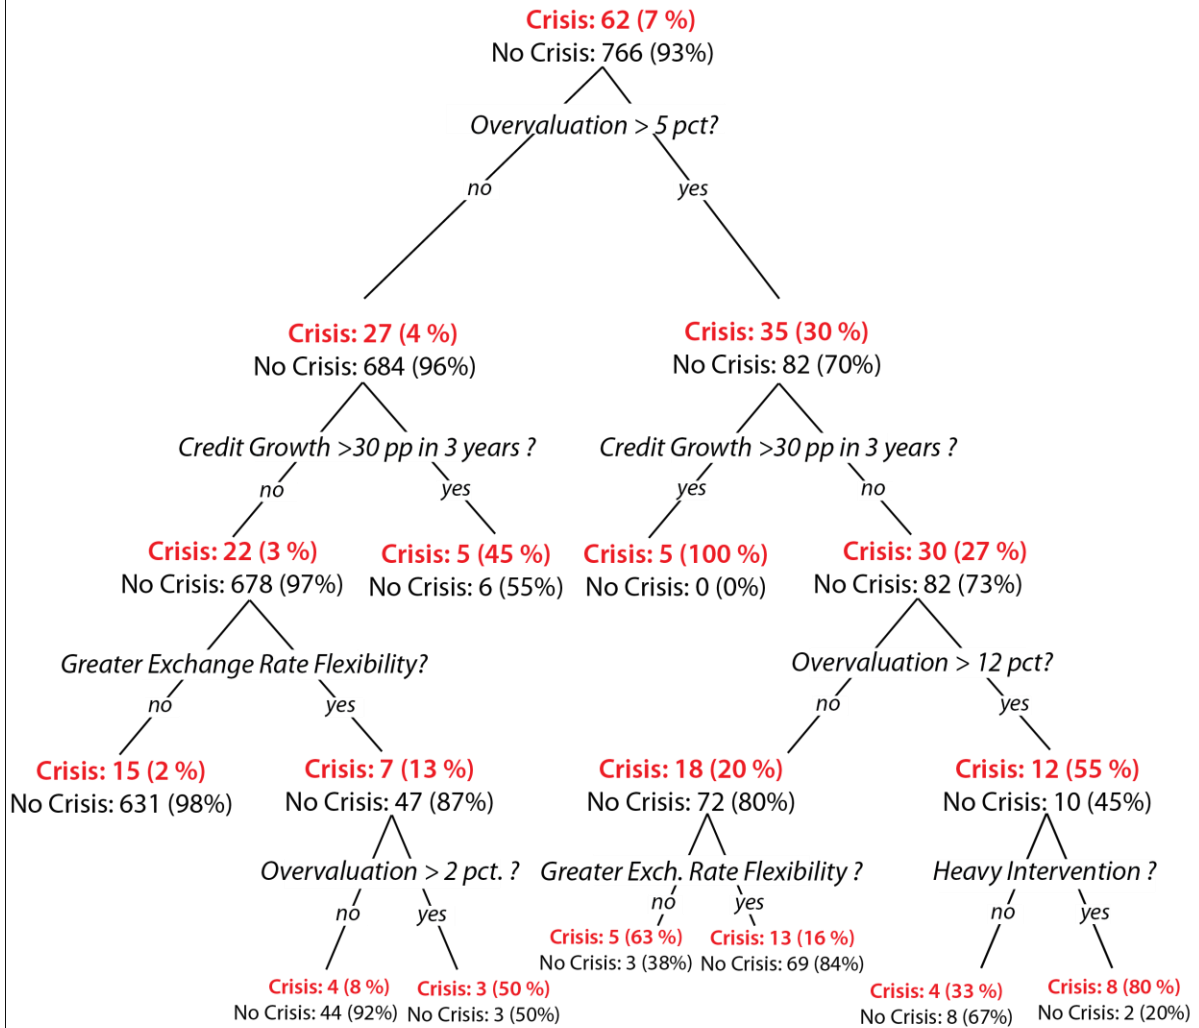 Crisis: 62 (7 %)
No Crisis: 766 (93%)
Overvaluation > 5 pct?
no
yes
Crisis: 27 (4 %)
No Crisis: 684 (96%)
Crisis: 35 (30 %)
No Crisis: 82 (70%)
Credit Growth >30 pp in 3 years ?
Credit Growth >30 pp in 3 years ?
no
yes
yes
no
Crisis: 22 (3 %)
No Crisis: 678 (97%)
Crisis: 5 (45 %)
No Crisis: 6 (55%)
Crisis: 5 (100 %)
No Crisis: 0 (0%)
Crisis: 30 (27 %)
No Crisis: 82 (73%)
Greater Exchange Rate Flexibility?
Overvaluation > 12 pct?
no
yes
no
yes
Crisis: 15 (2 %)
No Crisis: 631 (98%)
Crisis: 7 (13 %)
No Crisis: 47 (87%)
Crisis: 18 (20 %)
No Crisis: 72 (80%)
Crisis: 12 (55 %)
No Crisis: 10 (45%)
Overvaluation > 2 pct. ?
Greater Exch. Rate Flexibility ?
Heavy Intervention ?
no
yes
no
yes
no
yes
Crisis: 5 (63 %)
No Crisis: 3 (38%)
Crisis: 13 (16 %)
No Crisis: 69 (84%)
Crisis: 4 (8 %)
No Crisis: 44 (92%)
Crisis: 3 (50 %)
No Crisis: 3 (50%)
Crisis: 4 (33 %)
No Crisis: 8 (67%)
Crisis: 8 (80 %)
No Crisis: 2 (20%)